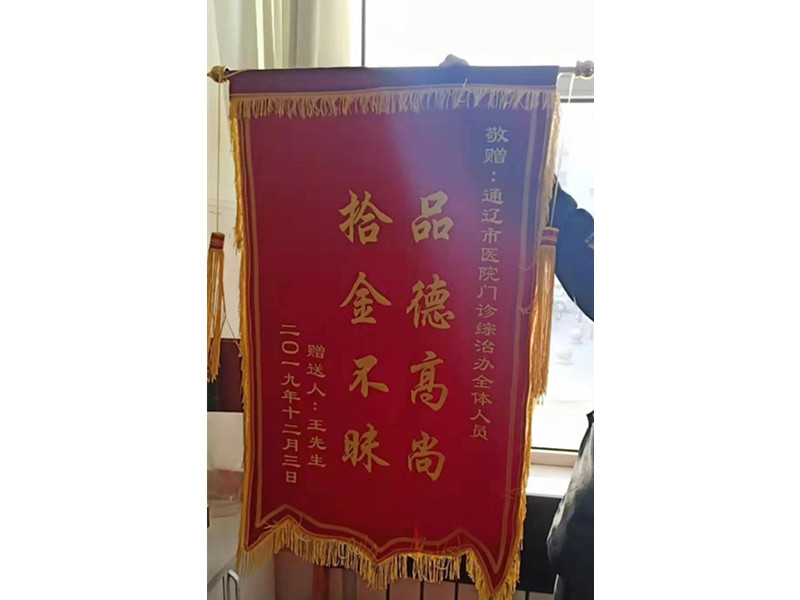 敬赠：通辽市医院门诊综治办全体人员
品德高尚
拾金不昧
赠送人：王先生
二〇一九年十二月三日